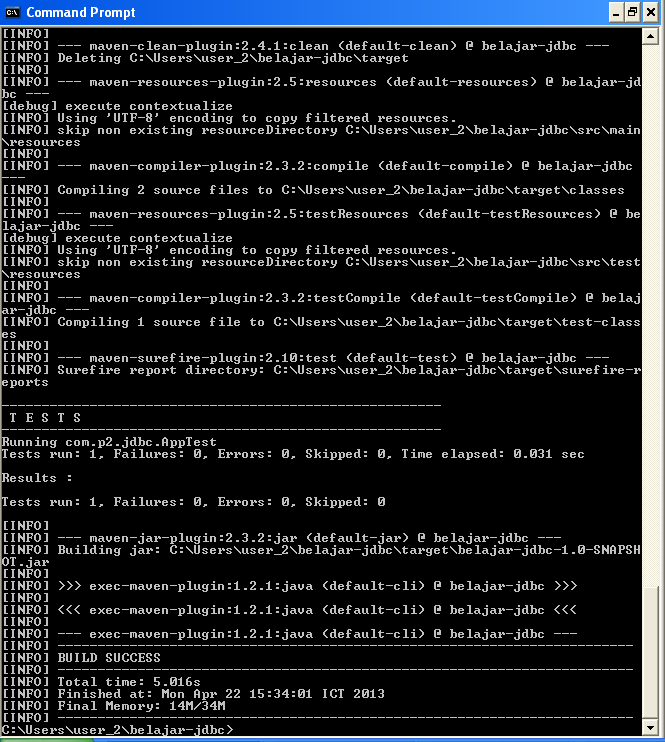 Command Prompt
[INFO]
[INFO] --- maven-clean-plugin:2.4.1:clean (default-clean) @ belajar-jdbc ---
[INFO] Deleting C:\Users\user_2\belajar-jdbc\target
[INFO]
[INFO] --- maven-resources-plugin:2.5:resources (default-resources) @ belajar-jd
bc ---
[debug] execute contextualize
[INFO] Using 'UTF-8' encoding to copy filtered resources.
[INFO] skip non existing resourceDirectory C:\Users\user_2\belajar-jdbc\src\main
\resources
[INFO]
[INFO] --- maven-compiler-plugin:2.3.2:compile (default-compile) @ belajar-jdbc
---
[INFO] Compiling 2 source files to C:\Users\user_2\belajar-jdbc\target\classes
[INFO]
[INFO] --- maven-resources-plugin:2.5:testResources (default-testResources) @ be
lajar-jdbc ---
[debug] execute contextualize
[INFO] Using 'UTF-8' encoding to copy filtered resources.
[INFO] skip non existing resourceDirectory C:\Users\user_2\belajar-jdbc\src\test
\resources
[INFO]
[INFO] --- maven-compiler-plugin:2.3.2:testCompile (default-testCompile) @ belaj
ar-jdbc ---
[INFO] Compiling 1 source file to C:\Users\user_2\belajar-jdbc\target\test-class
es
[INFO]
[INFO] --- maven-surefire-plugin:2.10:test (default-test) @ belajar-jdbc ---
[INFO] Surefire report directory: C:\Users\user_2\belajar-jdbc\target\surefire-r
eports
-------------------------------------------------------
T E S T S
-------------------------------------------------------
Running com.p2.jdbc.AppTest
Tests run: 1, Failures: 0, Errors: 0, Skipped: 0, Time elapsed: 0.031 sec
Results :
Tests run: 1, Failures: 0, Errors: 0, Skipped: 0
[INFO]
[INFO] --- maven-jar-plugin:2.3.2:jar (default-jar) @ belajar-jdbc ---
[INFO] Building jar: C:\Users\user_2\belajar-jdbc\target\belajar-jdbc-1.0-SNAPSH
OT.jar
[INFO]
[INFO] >>> exec-maven-plugin:1.2.1:java (default-cli) @ belajar-jdbc >>>
[INFO]
[INFO] <<< exec-maven-plugin:1.2.1:java (default-cli) @ belajar-jdbc <<<
[INFO]
[INFO] --- exec-maven-plugin:1.2.1:java (default-cli) @ belajar-jdbc ---
[INFO] ------------------------------------------------------------------------
[INFO] BUILD SUCCESS
[INFO] ------------------------------------------------------------------------
[INFO] Total time: 5.016s
[INFO] Finished at: Mon Apr 22 15:34:01 ICT 2013
[INFO] Final Memory: 14M/34M
[INFO] ------------------------------------------------------------------------
C:\Users\user_2\belajar-jdbc>